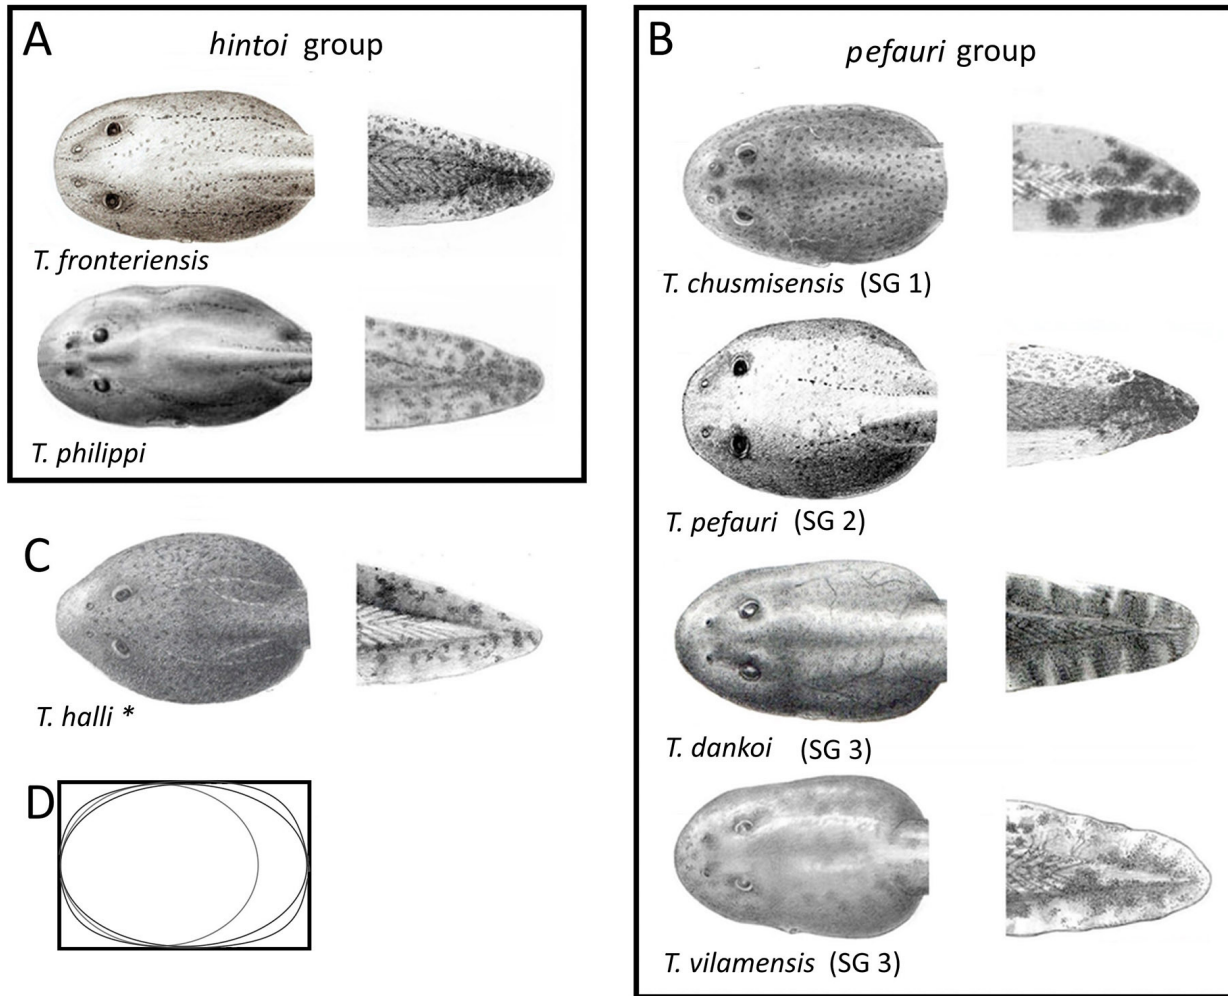 A
hintoi group
T. fronteriensis
T. philippi
C
T. halli *
D
B
pefauri group
T. chusmisensis (SG 1)
T. pefauri (SG 2)
T. dankoi (SG 3)
T. vilamensis (SG 3)